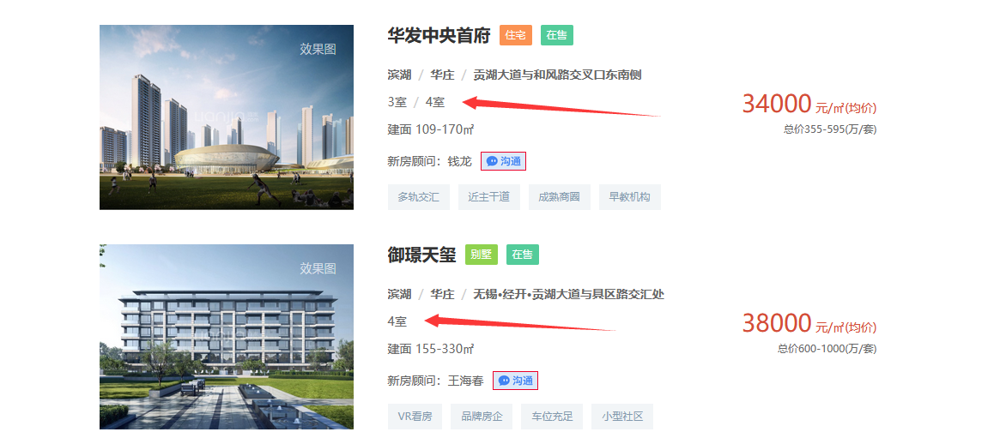 效果图
华发中央首府 住宅 在售
滨湖 / 华庄 / 贡湖大道与和风路交叉口东南侧
3室 / 4室
34000 元/㎡(均价)
建面 109-170㎡
总价355-595(万/套)
新房顾问：钱龙 沟通
多轨交汇 近主干道 成熟商圈 早教机构
效果图
御璟天玺 别墅 在售
滨湖 / 华庄 / 无锡•经开•贡湖大道与具区路交汇处
4室
38000 元/㎡(均价)
建面 155-330㎡
总价600-1000(万/套)
新房顾问：王海春 沟通
VR看房 品牌房企 车位充足 小型社区